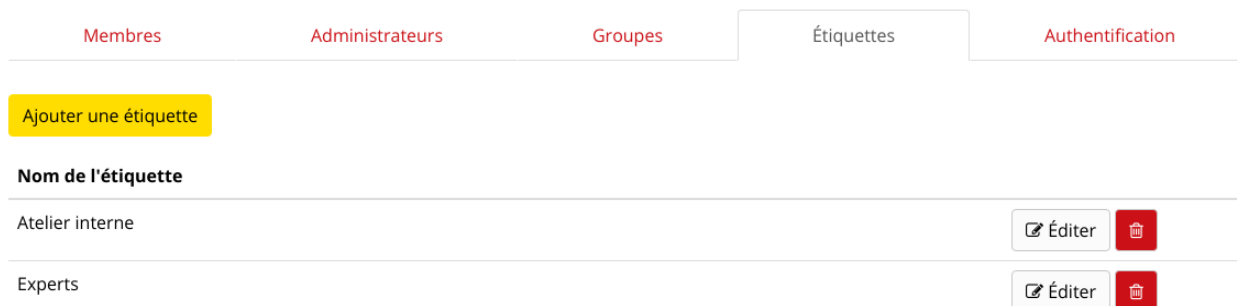 Membres Administrateurs Groupes Étiquettes Authentification
Ajouter une étiquette
Nom de l'étiquette
Atelier interne Éditer
Experts Éditer